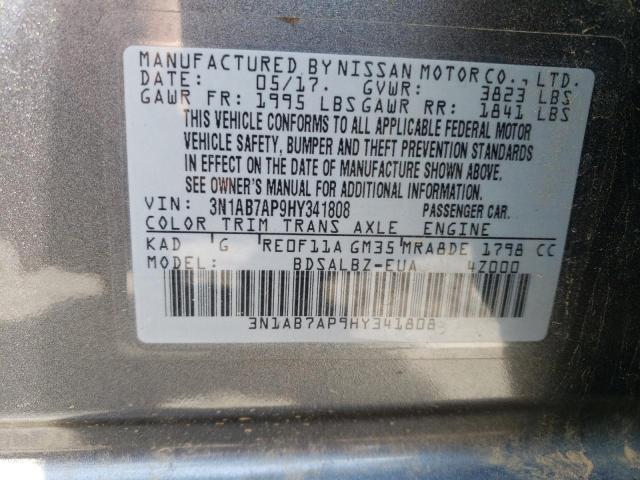 MANUFACTURED BY NISSAN MOTOR CO., LTD.
DATE: 05/17. GVWR: 3823 LBS
GAWR FR: 1995 LBS GAWR RR: 1841 LBS
THIS VEHICLE CONFORMS TO ALL APPLICABLE FEDERAL MOTOR
VEHICLE SAFETY, BUMPER AND THEFT PREVENTION STANDARDS
IN EFFECT ON THE DATE OF MANUFACTURE SHOWN ABOVE.
SEE OWNER'S MANUAL FOR ADDITIONAL INFORMATION.
VIN: 3N1AB7AP9HY341808 PASSENGER CAR.
COLOR TRIM TRANS AXLE ENGINE
KAD G RE0F11A GM35 MRA8DE 1798 CC
MODEL: BDSALBZ-EUA 4Z000
3N1AB7AP9HY341808